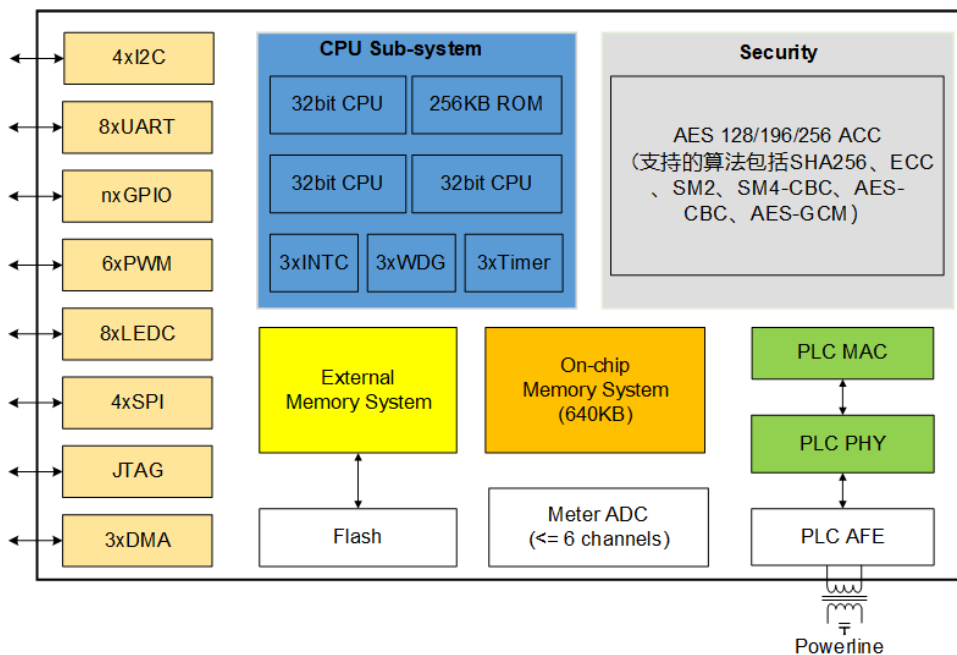 4xI2C
8xUART
nxGPIO
6xPWM
8xLEDC
4xSPI
JTAG
3xDMA
CPU Sub-system
32bit CPU
256KB ROM
32bit CPU
32bit CPU
3xINTC
3xWDG
3xTimer
Security
AES 128/196/256 ACC
（支持的算法包括SHA256、ECC
、SM2、SM4-CBC、AES-
CBC、AES-GCM）
External
Memory System
On-chip
Memory System
(640KB)
PLC MAC
PLC PHY
Flash
Meter ADC
(<= 6 channels)
PLC AFE
Powerline